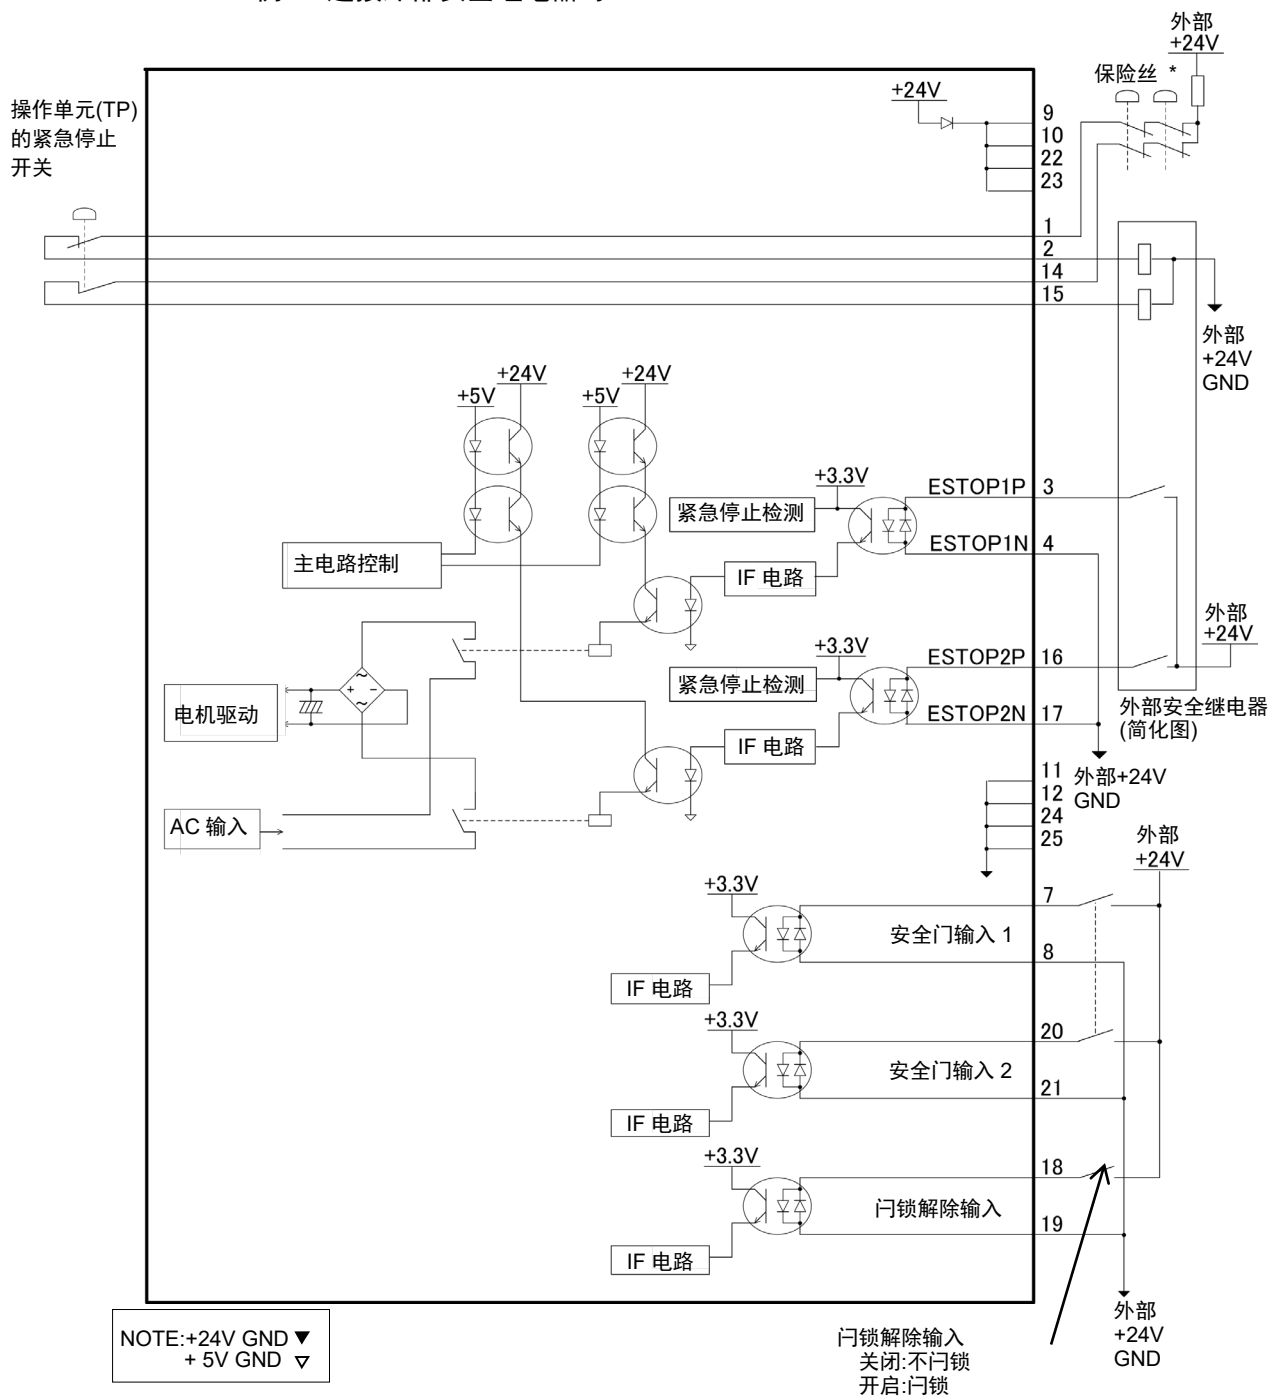 外部
+24V
保险丝 *
操作单元(TP)
的紧急停止
开关
+24V
9
10
22
23
1
2
14
15
外部
+24V
GND
+24V
+5V
+24V
+5V
+3.3V
紧急停止检测
ESTOP1P 3
ESTOP1N 4
主电路控制
IF 电路
外部
+24V
+3.3V
紧急停止检测
ESTOP2P 16
ESTOP2N 17
电机驱动
IF 电路
外部安全继电器
(简化图)
11
12
24
25
外部+24V
GND
AC 输入
外部
+24V
+3.3V
7
安全门输入 1
8
IF 电路
+3.3V
20
安全门输入 2
21
IF 电路
+3.3V
18
闩锁解除输入
19
IF 电路
外部
+24V
GND
NOTE:+24V GND ▼
+ 5V GND ▽
闩锁解除输入
关闭:不闩锁
开启:闩锁